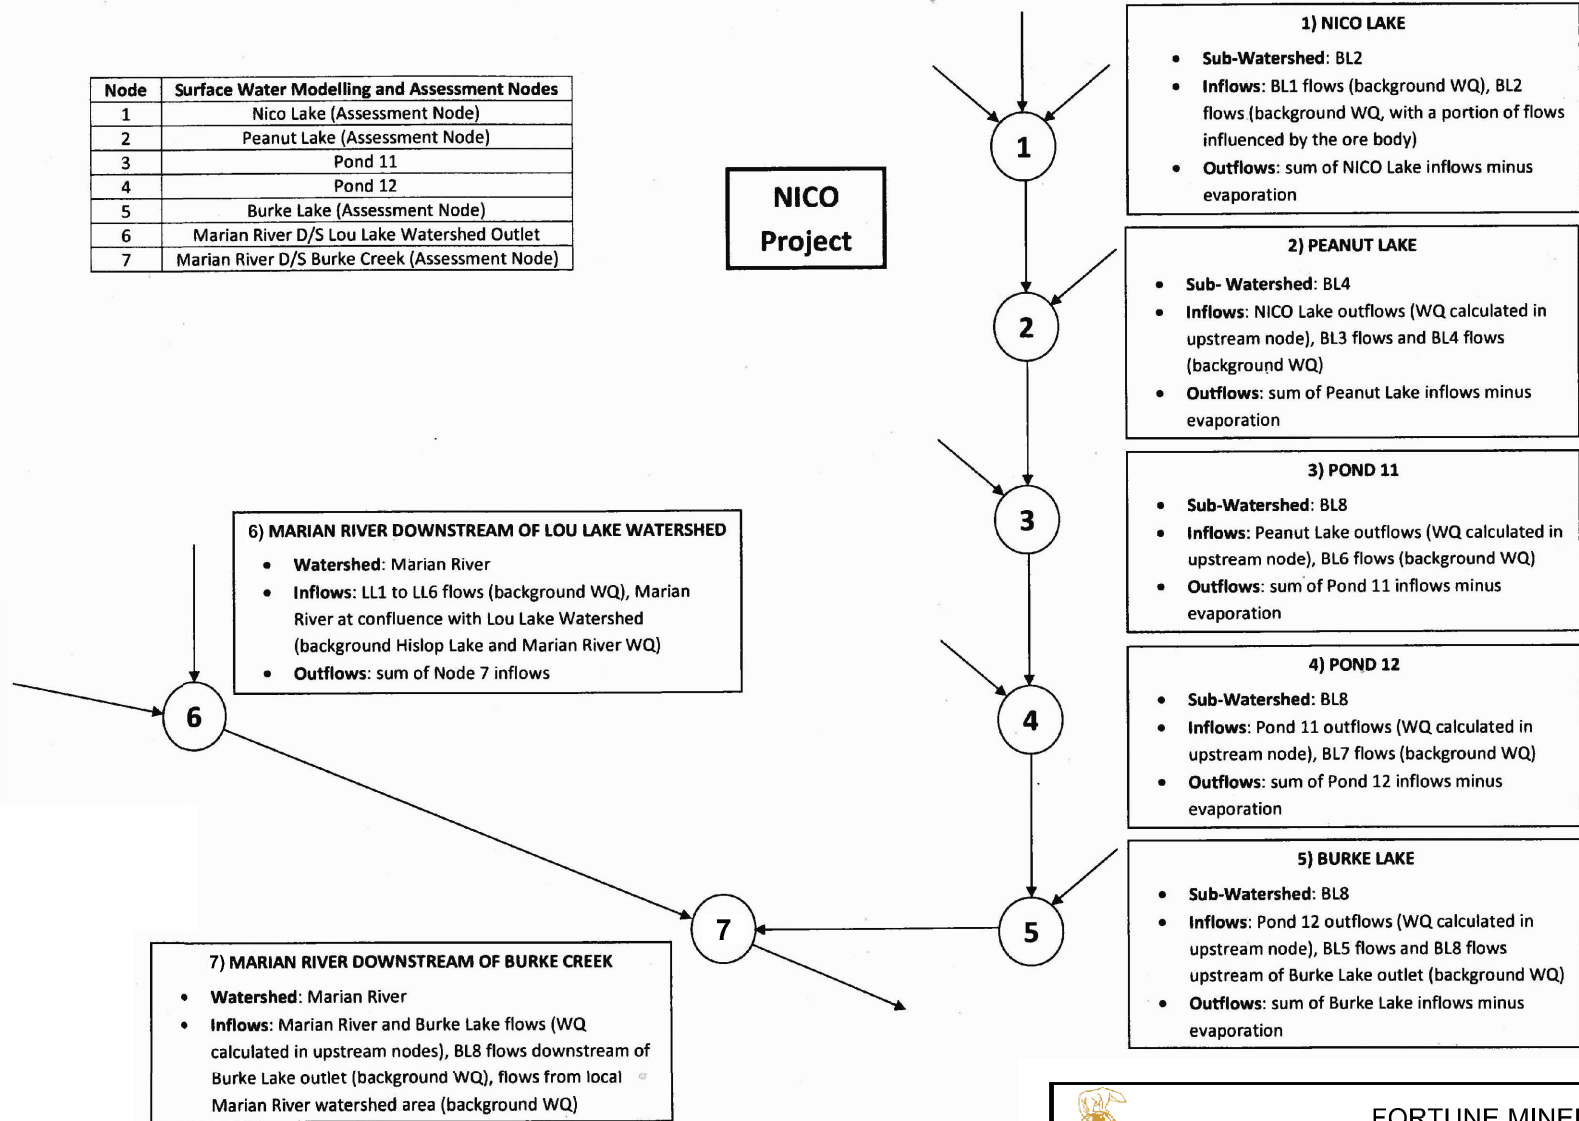 Node Surface Water Modelling and Assessment Nodes
1 Nico Lake (Assessment Node)
2 Peanut Lake (Assessment Node)
3 Pond 11
4 Pond 12
5 Burke Lake (Assessment Node)
6 Marian River D/S Lou Lake Watershed Outlet
7 Marian River D/S Burke Creek (Assessment Node)
NICO
Project
1
2
3
4
5
6
7
1) NICO LAKE
• Sub-Watershed: BL2
• Inflows: BL1 flows (background WQ), BL2
flows (background WQ, with a portion of flows
influenced by the ore body)
• Outflows: sum of NICO Lake inflows minus
evaporation
2) PEANUT LAKE
• Sub- Watershed: BL4
• Inflows: NICO Lake outflows (WQ calculated in
upstream node), BL3 flows and BL4 flows
(background WQ)
• Outflows: sum of Peanut Lake inflows minus
evaporation
3) POND 11
• Sub-Watershed: BL8
• Inflows: Peanut Lake outflows (WQ calculated in
upstream node), BL6 flows (background WQ)
• Outflows: sum of Pond 11 inflows minus
evaporation
4) POND 12
• Sub-Watershed: BL8
• Inflows: Pond 11 outflows (WQ calculated in
upstream node), BL7 flows (background WQ)
• Outflows: sum of Pond 12 inflows minus
evaporation
5) BURKE LAKE
• Sub-Watershed: BL8
• Inflows: Pond 12 outflows (WQ calculated in
upstream node), BL5 flows and BL8 flows
upstream of Burke Lake outlet (background WQ)
• Outflows: sum of Burke Lake inflows minus
evaporation
6) MARIAN RIVER DOWNSTREAM OF LOU LAKE WATERSHED
• Watershed: Marian River
• Inflows: LL1 to LL6 flows (background WQ), Marian
River at confluence with Lou Lake Watershed
(background Hislop Lake and Marian River WQ)
• Outflows: sum of Node 7 inflows
7) MARIAN RIVER DOWNSTREAM OF BURKE CREEK
• Watershed: Marian River
• Inflows: Marian River and Burke Lake flows (WQ
calculated in upstream nodes), BL8 flows downstream of
Burke Lake outlet (background WQ), flows from local
Marian River watershed area (background WQ)
FORTUNE